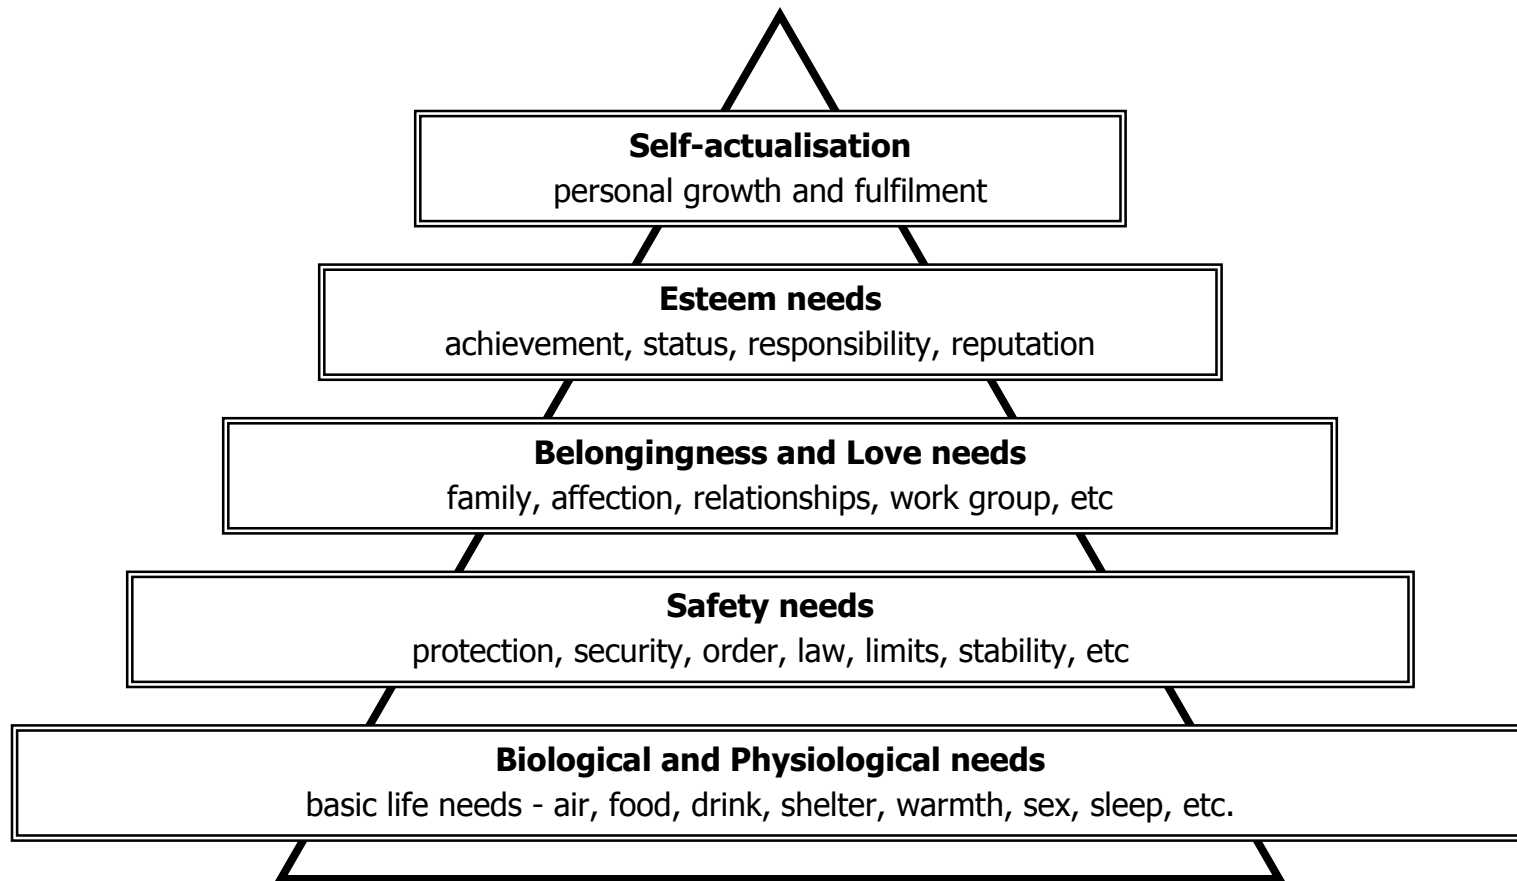 Self-actualisation
personal growth and fulfilment
Esteem needs
achievement, status, responsibility, reputation
Belongingness and Love needs
family, affection, relationships, work group, etc
Safety needs
protection, security, order, law, limits, stability, etc
Biological and Physiological needs
basic life needs - air, food, drink, shelter, warmth, sex, sleep, etc.